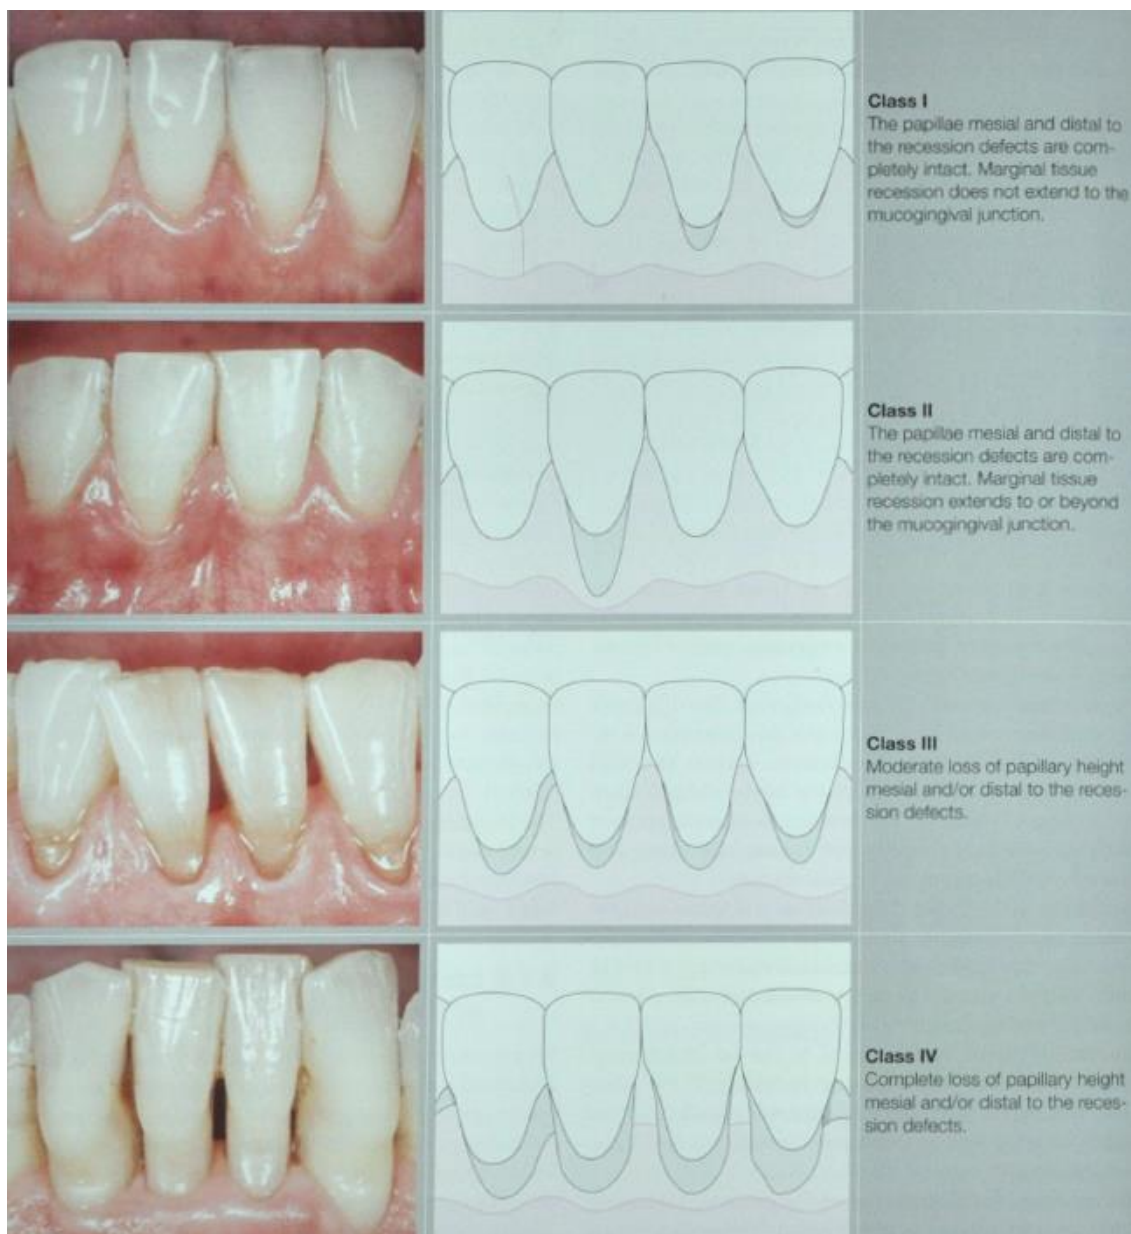 Class I
The papillae mesial and distal to
the recession defects are com-
pletely intact. Marginal tissue
recession does not extend to the
mucogingival junction.
Class II
The papillae mesial and distal to
the recession defects are com-
pletely intact. Marginal tissue
recession extends to or beyond
the mucogingival junction.
Class III
Moderate loss of papillary height
mesial and/or distal to the reces-
sion defects.
Class IV
Complete loss of papillary height
mesial and/or distal to the reces-
sion defects.